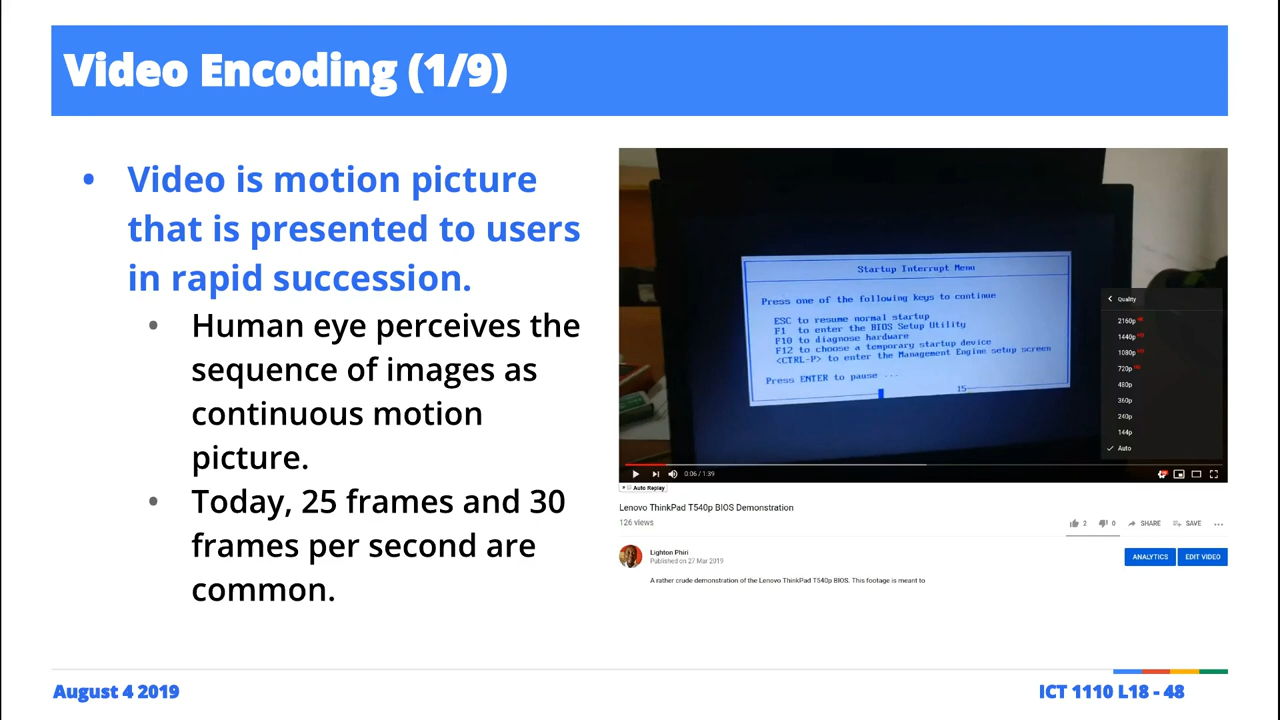 Video Encoding (1/9)
• Video is motion picture
that is presented to users
in rapid succession.
• Human eye perceives the
sequence of images as
continuous motion
picture.
• Today, 25 frames and 30
frames per second are
common.
Startup Interrupt Menu
Press one of the following keys to continue
ESC to resume normal startup
F1 to enter the BIOS Setup Utility
F10 to diagnose hardware
F12 to choose a temporary startup device
<CTRL-P> to enter the Management Engine setup screen
Press ENTER to pause ...
15
Quality
2160p 4K
1440p HD
1080p HD
720p HD
480p
360p
240p
144p
Auto
0:06 / 1:39
Auto Replay
Lenovo ThinkPad T540p BIOS Demonstration
126 views
2
0
SHARE
SAVE
Lighton Phiri
Published on 27 Mar 2019
ANALYTICS
EDIT VIDEO
A rather crude demonstration of the Lenovo ThinkPad T540p BIOS. This footage is meant to
August 4 2019
ICT 1110 L18 - 48